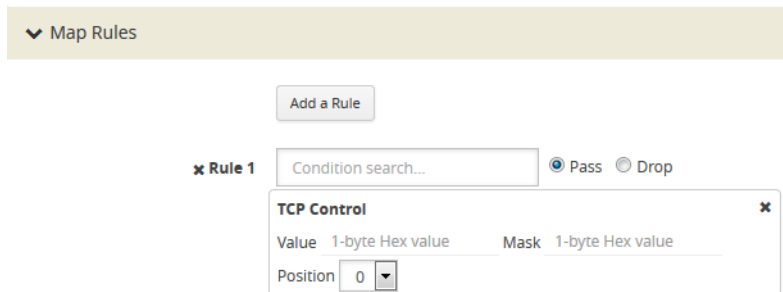 Map Rules
Add a Rule
Rule 1 Condition search... Pass Drop
TCP Control
Value 1-byte Hex value Mask 1-byte Hex value
Position 0